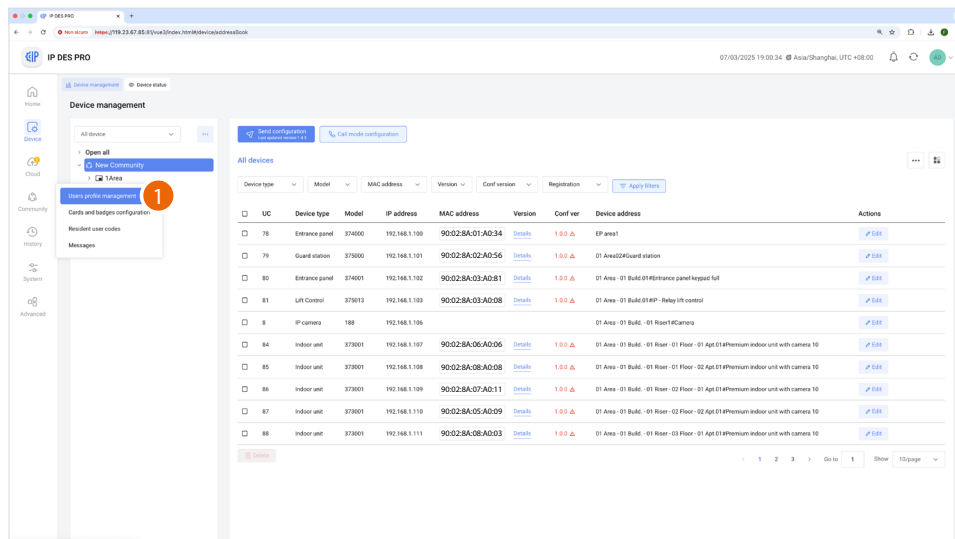 IP DES PRO
Non sicuro https://119.23.67.85:81/vue3/index.html#/device/addressBook
IP IP DES PRO
07/03/2025 19:00:34 Asia/Shanghai, UTC +08:00
AD
Device management
Device status
Home
Device
Cloud
Community
History
System
Advanced
Device management
All device
Open all
New Community
1Area
Users profile management
1
Cards and badges configuration
Resident user codes
Messages
Send configuration
Call mode configuration
All devices
Device type Model MAC address Version Conf version Registration Apply filters
UC Device type Model IP address MAC address Version Conf ver Device address Actions
78 Entrance panel 374000 192.168.1.100 90:02:8A:01:A0:34 Details 1.0.0 EP area1 Edit
79 Guard station 375000 192.168.1.101 90:02:8A:02:A0:56 Details 1.0.0 01 Area02#Guard station Edit
80 Entrance panel 374001 192.168.1.102 90:02:8A:03:A0:81 Details 1.0.0 01 Area - 01 Build.01#Entrance panel keypad full Edit
81 Lift Control 375013 192.168.1.103 90:02:8A:03:A0:08 Details 1.0.0 01 Area - 01 Build.01#IP - Relay lift control Edit
8 IP camera 188 192.168.1.106 01 Area - 01 Build. - 01 Riser1#Camera Edit
84 Indoor unit 373001 192.168.1.107 90:02:8A:06:A0:06 Details 1.0.0 01 Area - 01 Build. - 01 Riser - 01 Floor - 01 Apt.01#Premium indoor unit with camera 10 Edit
85 Indoor unit 373001 192.168.1.108 90:02:8A:08:A0:08 Details 1.0.0 01 Area - 01 Build. - 01 Riser - 01 Floor - 02 Apt.01#Premium indoor unit with camera 10 Edit
86 Indoor unit 373001 192.168.1.109 90:02:8A:07:A0:11 Details 1.0.0 01 Area - 01 Build. - 01 Riser - 02 Floor - 01 Apt.01#Premium indoor unit with camera 10 Edit
87 Indoor unit 373001 192.168.1.110 90:02:8A:05:A0:09 Details 1.0.0 01 Area - 01 Build. - 01 Riser - 02 Floor - 02 Apt.01#Premium indoor unit with camera 10 Edit
88 Indoor unit 373001 192.168.1.111 90:02:8A:08:A0:03 Details 1.0.0 01 Area - 01 Build. - 01 Riser - 03 Floor - 01 Apt.01#Premium indoor unit with camera 10 Edit
Delete
1 2 3 Go to 1 Show 10/page